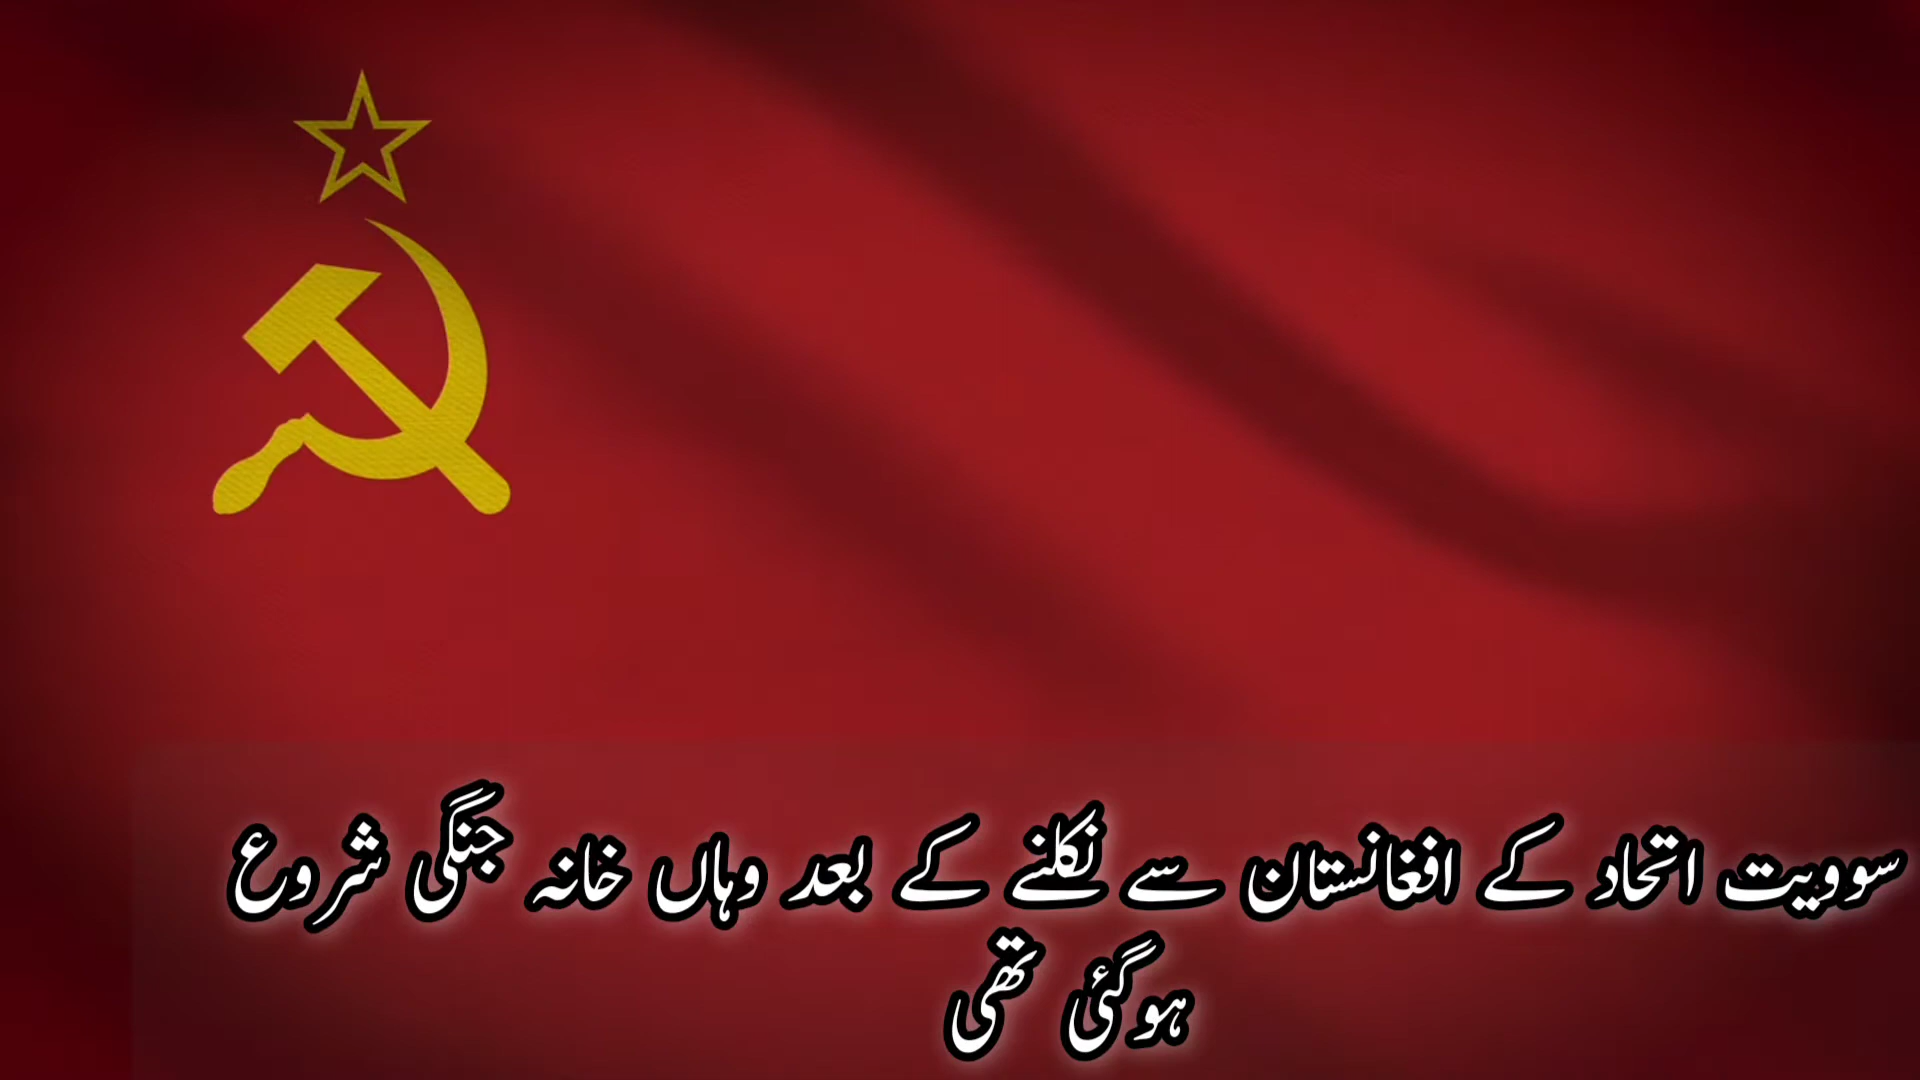 سوویت اتحاد کے افغانستان سے نکلنے کے بعد وہاں خانہ جنگی شروع
ہوگئی تھی